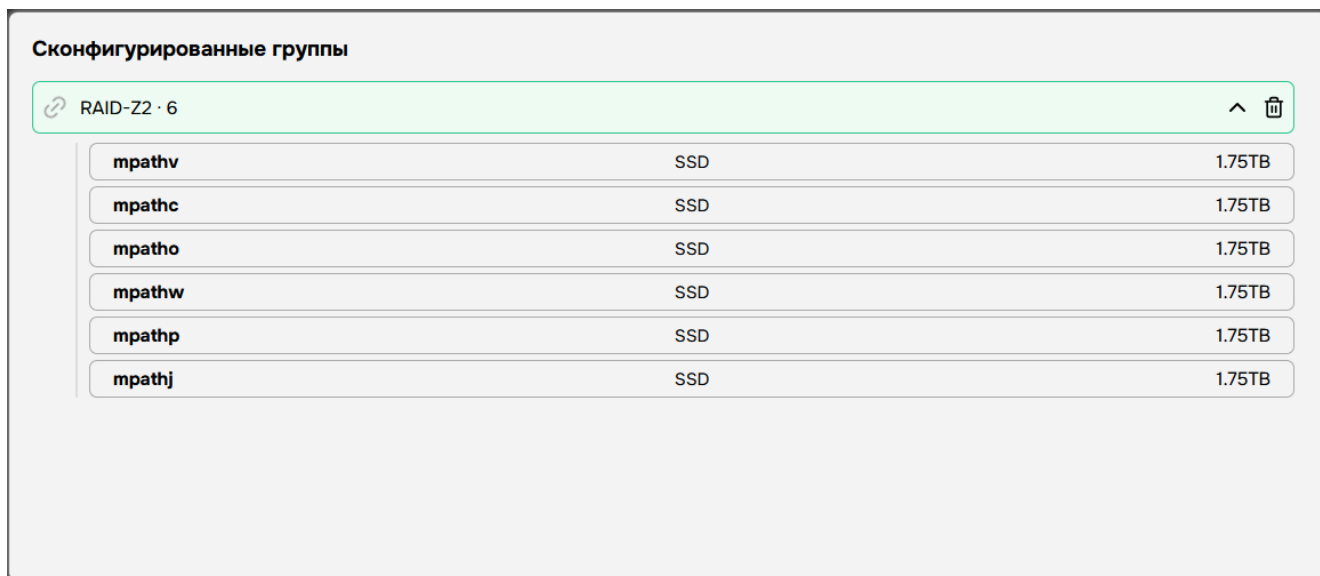 Сконфигурированные группы
RAID-Z2 · 6
mpathv SSD 1.75TB
mpathc SSD 1.75TB
mpatho SSD 1.75TB
mpathw SSD 1.75TB
mpathp SSD 1.75TB
mpathj SSD 1.75TB